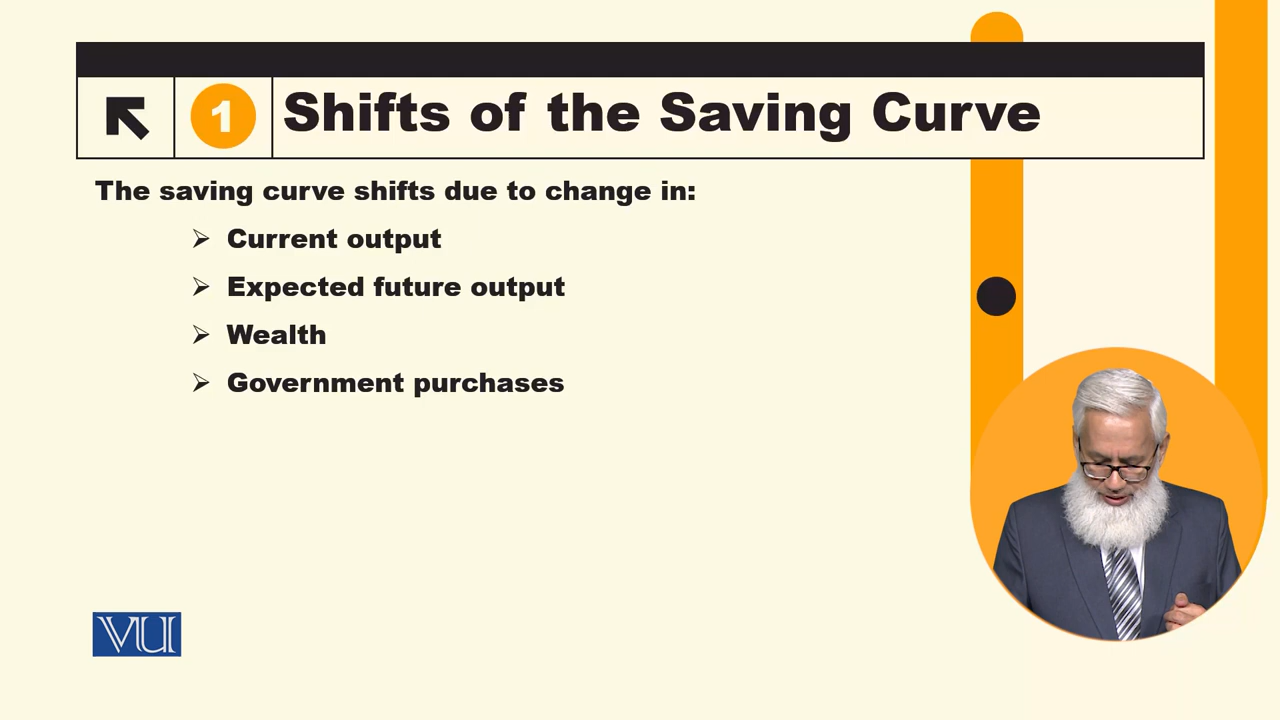 1
Shifts of the Saving Curve
The saving curve shifts due to change in:
➢ Current output
➢ Expected future output
➢ Wealth
➢ Government purchases
VU